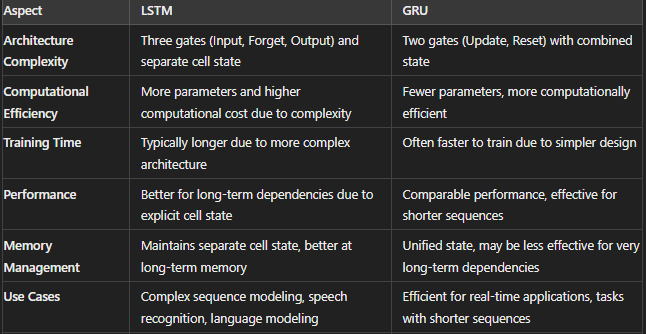 Aspect LSTM GRU
Architecture Three gates (Input, Forget, Output) and Two gates (Update, Reset) with combined
Complexity separate cell state state
Computational More parameters and higher Fewer parameters, more computationally
Efficiency computational cost due to complexity efficient
Training Time Typically longer due to more complex Often faster to train due to simpler design
architecture
Performance Better for long-term dependencies due to Comparable performance, effective for
explicit cell state shorter sequences
Memory Maintains separate cell state, better at Unified state, may be less effective for very
Management long-term memory long-term dependencies
Use Cases Complex sequence modeling, speech Efficient for real-time applications, tasks
recognition, language modeling with shorter sequences